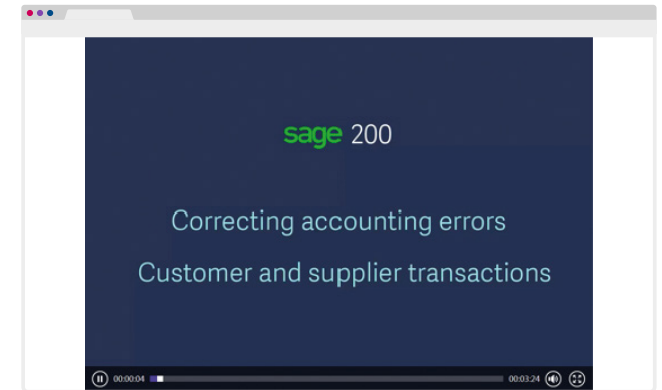 sage 200
Correcting accounting errors
Customer and supplier transactions
00:00:04 00:03:24